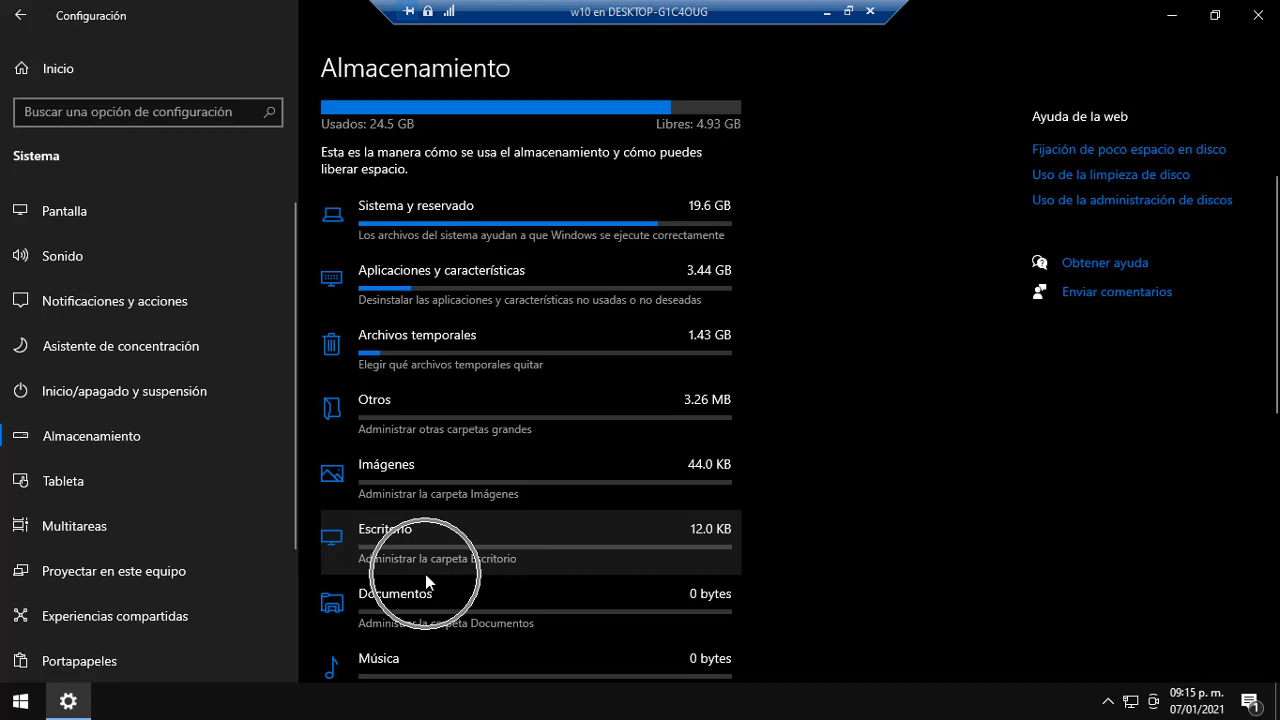 Configuración
w10 en DESKTOP-G1C4OUG
Inicio
Buscar una opción de configuración
Sistema
Pantalla
Sonido
Notificaciones y acciones
Asistente de concentración
Inicio/apagado y suspensión
Almacenamiento
Tableta
Multitareas
Proyectar en este equipo
Experiencias compartidas
Portapapeles
Almacenamiento
Usados: 24.5 GB
Libres: 4.93 GB
Esta es la manera cómo se usa el almacenamiento y cómo puedes
liberar espacio.
Sistema y reservado 19.6 GB
Los archivos del sistema ayudan a que Windows se ejecute correctamente
Aplicaciones y características 3.44 GB
Desinstalar las aplicaciones y características no usadas o no deseadas
Archivos temporales 1.43 GB
Elegir qué archivos temporales quitar
Otros 3.26 MB
Administrar otras carpetas grandes
Imágenes 44.0 KB
Administrar la carpeta Imágenes
Escritorio 12.0 KB
Administrar la carpeta Escritorio
Documentos 0 bytes
Administrar la carpeta Documentos
Música 0 bytes
Ayuda de la web
Fijación de poco espacio en disco
Uso de la limpieza de disco
Uso de la administración de discos
Obtener ayuda
Enviar comentarios
09:15 p. m.
07/01/2021
1